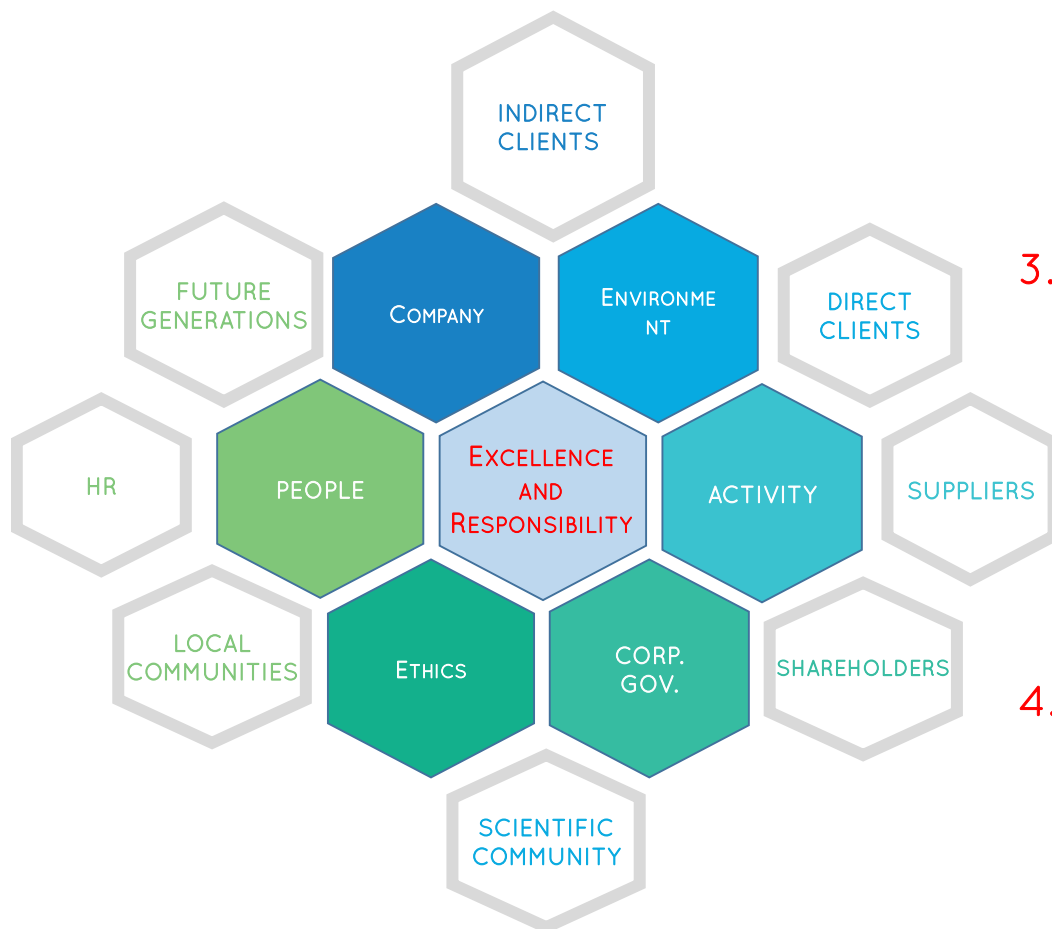 INDIRECT
CLIENTS
FUTURE
GENERATIONS
COMPANY
ENVIRONME
NT
DIRECT
CLIENTS
3.
HR
PEOPLE
EXCELLENCE
AND
RESPONSIBILITY
ACTIVITY
SUPPLIERS
LOCAL
COMMUNITIES
ETHICS
CORP.
GOV.
SHAREHOLDERS
4.
SCIENTIFIC
COMMUNITY